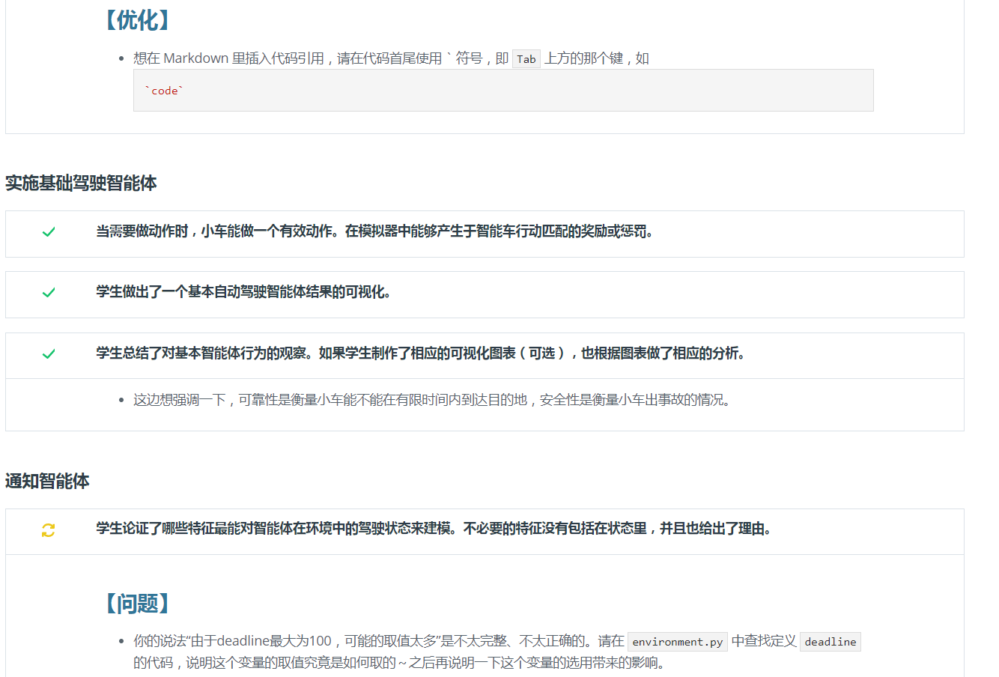 【优化】
想在 Markdown 里插入代码引用，请在代码首尾使用 ` 符号，即 Tab 上方的那个键，如
`code`
实施基础驾驶智能体
当需要做动作时，小车能做一个有效动作。在模拟器中能够产生于智能车行动匹配的奖励或惩罚。
学生做出了一个基本自动驾驶智能体结果的可视化。
学生总结了对基本智能体行为的观察。如果学生制作了相应的可视化图表（可选），也根据图表做了相应的分析。
这边想强调一下，可靠性是衡量小车能不能在有限时间内到达目的地，安全性是衡量小车出事故的情况。
通知智能体
学生论证了哪些特征最能对智能体在环境中的驾驶状态来建模。不必要的特征没有包括在状态里，并且也给出了理由。
【问题】
你的说法“由于deadline最大为100，可能的取值太多”是不太完整、不太正确的。请在 environment.py 中查找定义 deadline
的代码，说明这个变量的取值究竟是如何取的～之后再说明一下这个变量的选用带来的影响。